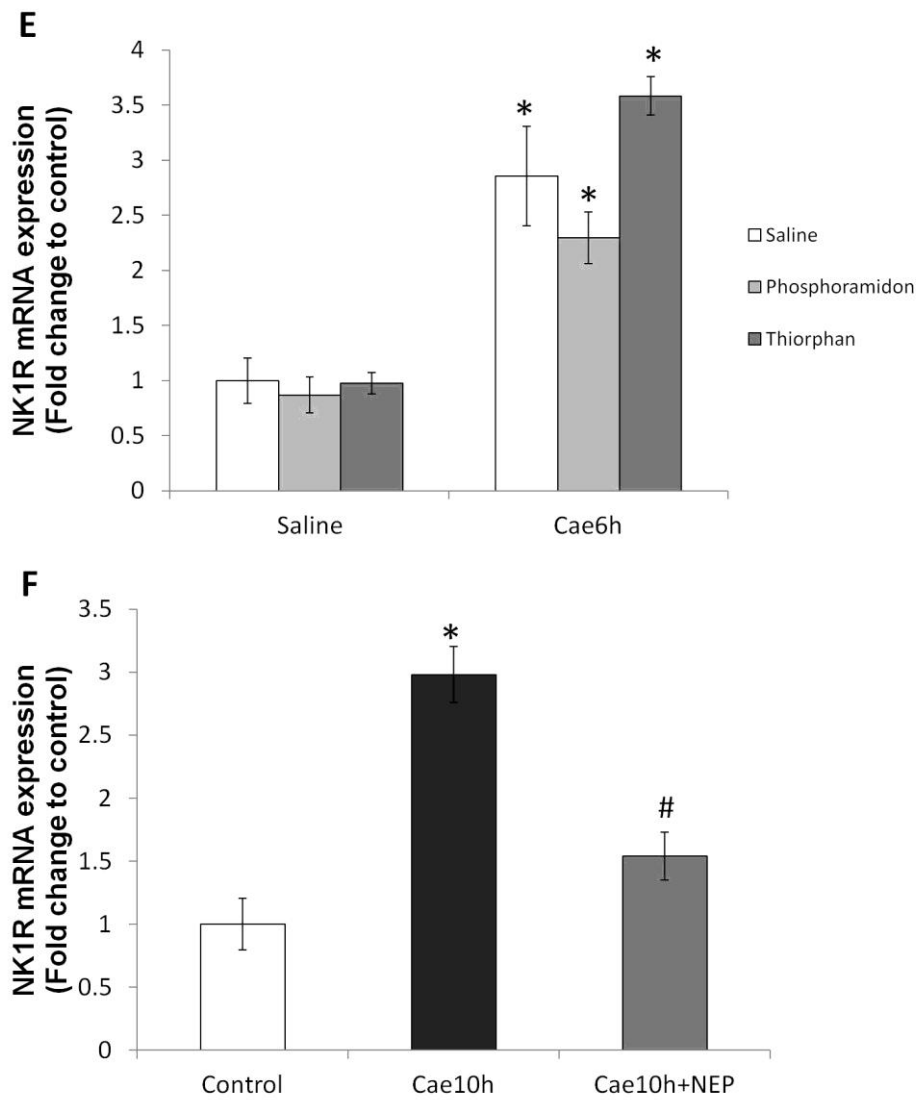 E
NK1R mRNA expression
(Fold change to control)
4
3.5
3
2.5
2
1.5
1
0.5
0
*
*
*
Saline
Cae6h
Saline
Phosphoramidon
Thiorphan
F
NK1R mRNA expression
(Fold change to control)
3.5
3
2.5
2
1.5
1
0.5
0
*
#
Control
Cae10h
Cae10h+NEP